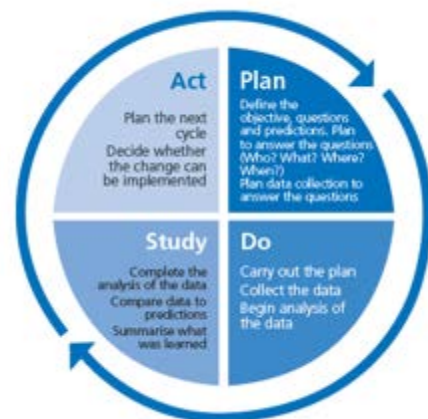 Act
Plan the next
cycle
Decide whether
the change can
be implemented
Plan
Define the
objective, questions
and predictions. Plan
to answer the questions
(Who? What? Where?
When?)
Plan data collection to
answer the questions
Study
Complete the
analysis of the data
Compare data to
predictions
Summarise what
was learned
Do
Carry out the plan
Collect the data
Begin analysis of
the data